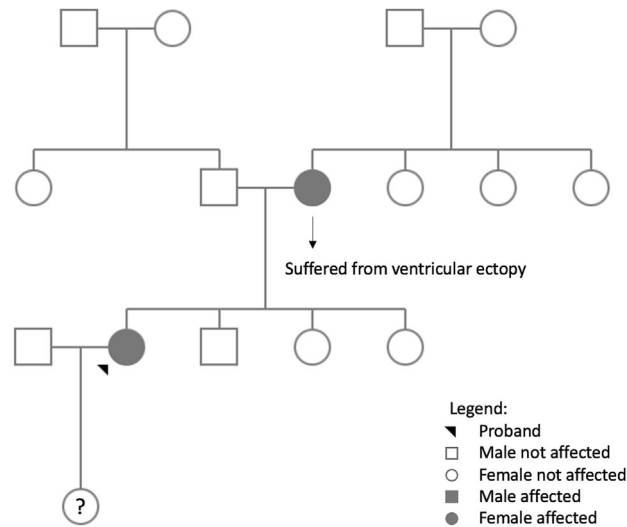 Suffered from ventricular ectopy
?
Legend:
Proband
Male not affected
Female not affected
Male affected
Female affected